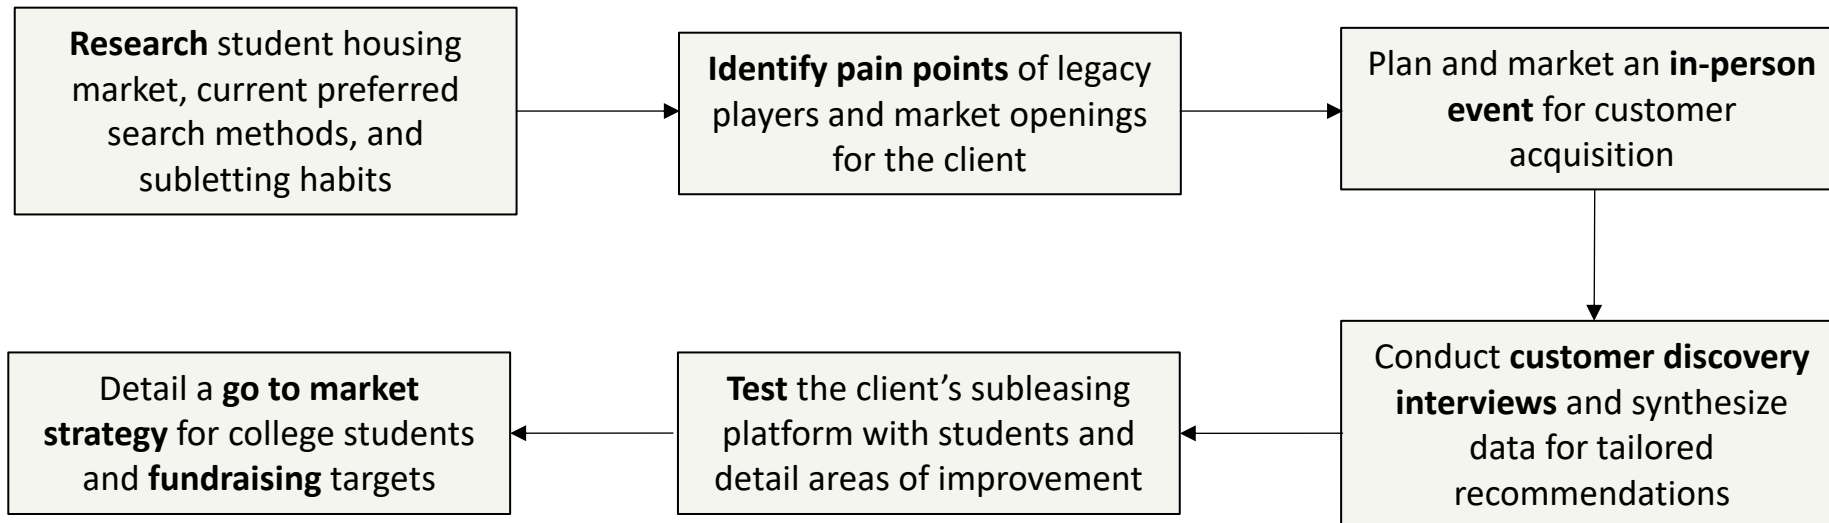 Research student housing
market, current preferred
search methods, and
subletting habits
Identify pain points of legacy
players and market openings
for the client
Plan and market an in-person
event for customer
acquisition
Conduct customer discovery
interviews and synthesize
data for tailored
recommendations
Test the client’s subleasing
platform with students and
detail areas of improvement
Detail a go to market
strategy for college students
and fundraising targets